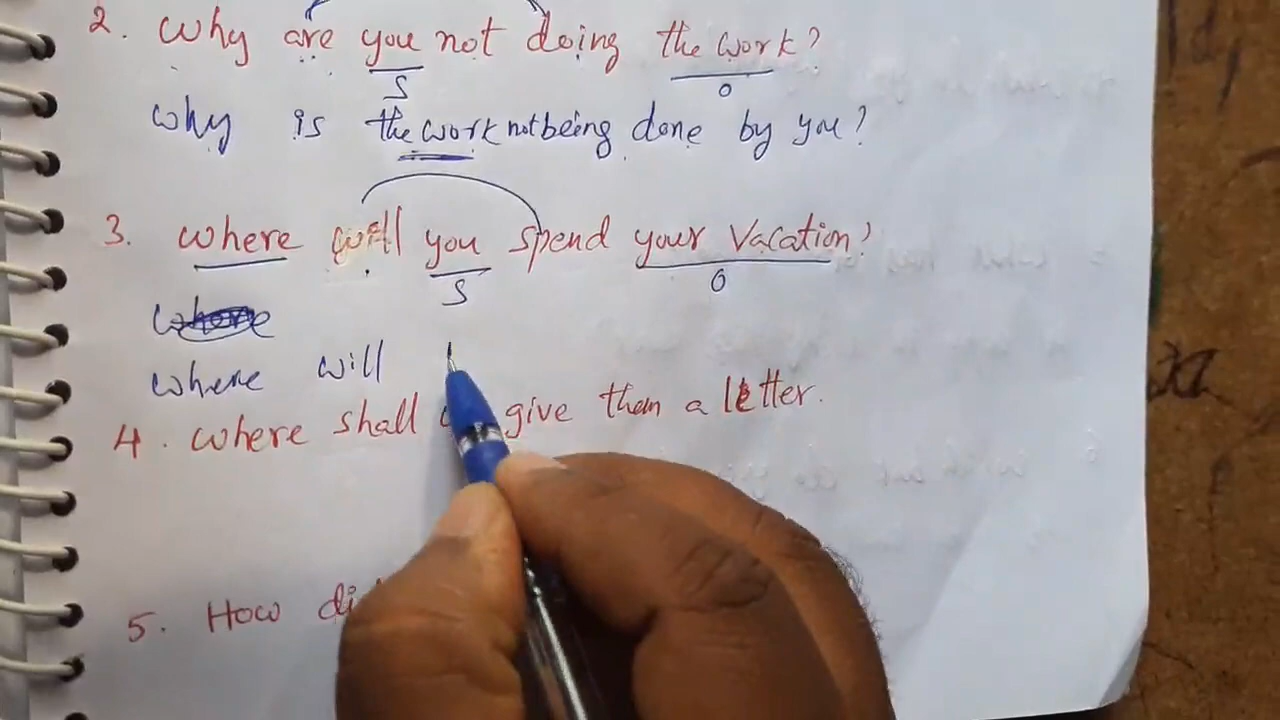 2. Why are you not doing the work?
S O
Why is the work not being done by you?
3. Where will you spend your vacation?
S O
where will
4. Where shall give them a letter.
5. How di